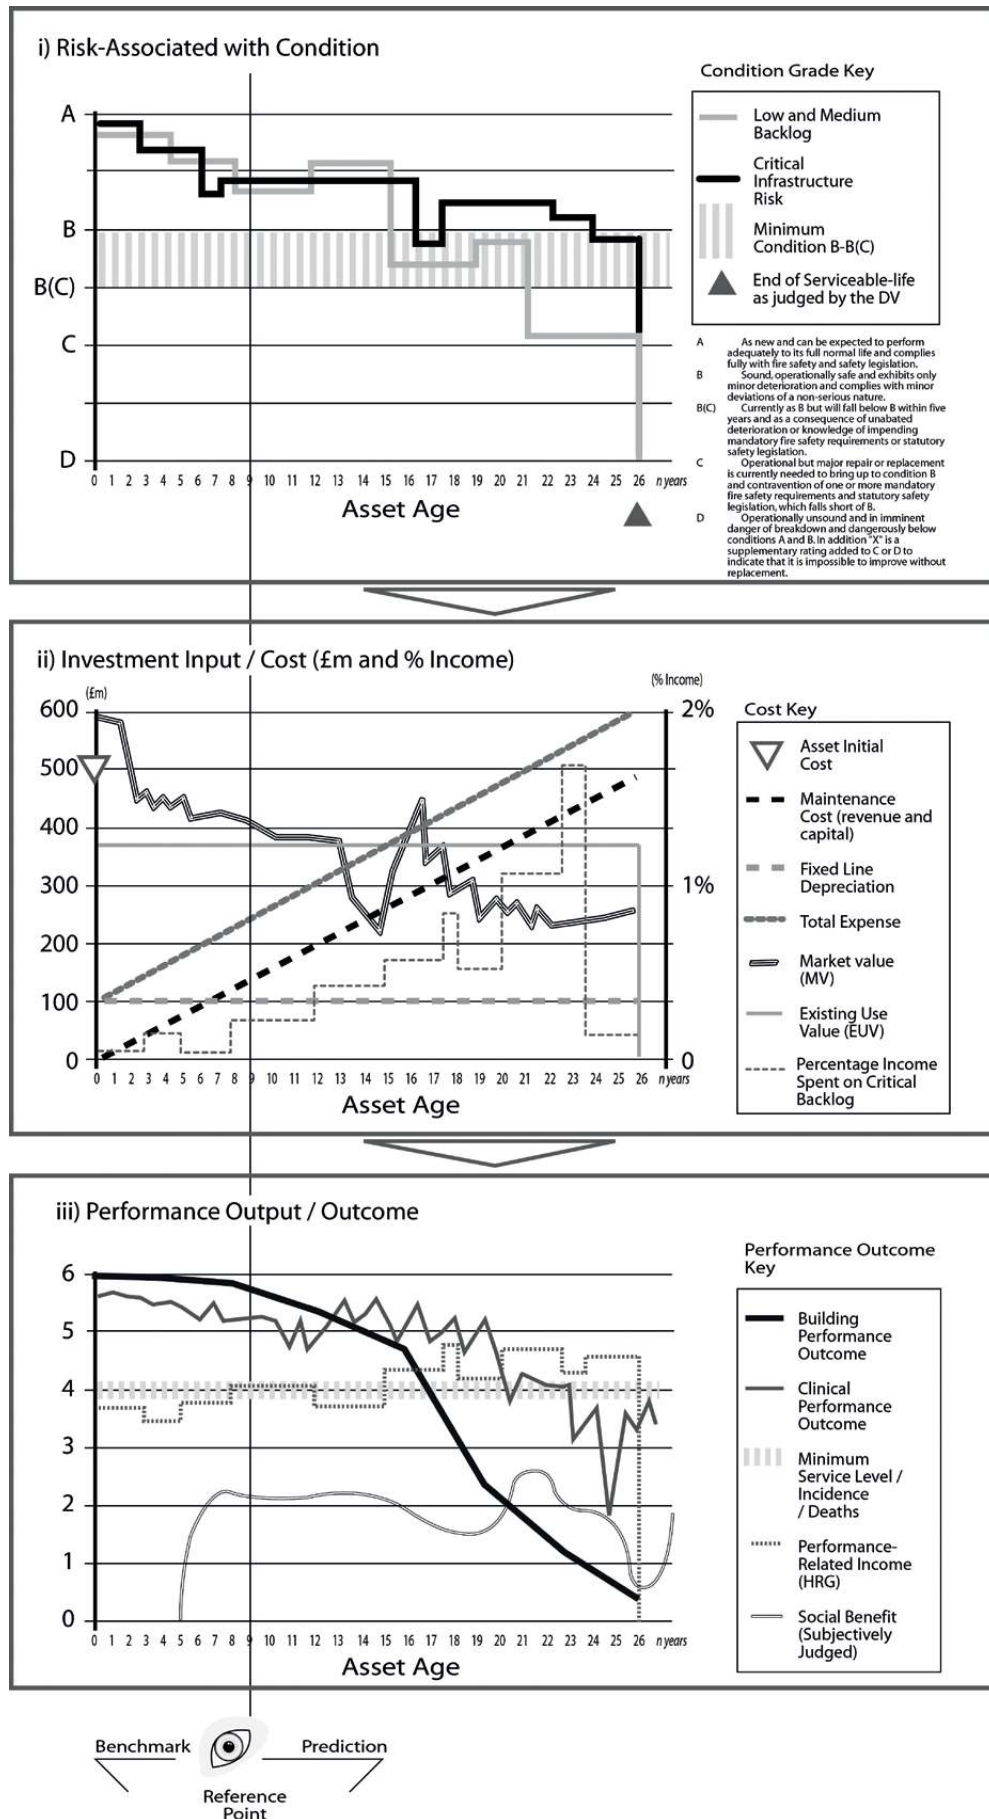 i) Risk-Associated with Condition
A
B
B(C)
C
D
0 1 2 3 4 5 6 7 8 9 10 11 12 13 14 15 16 17 18 19 20 21 22 23 24 25 26 n years
Asset Age
Condition Grade Key
Low and Medium
Backlog
Critical
Infrastructure
Risk
Minimum
Condition B-B(C)
End of Serviceable-life
as judged by the DV
A As new and can be expected to perform
adequately to its full normal life and complies
fully with fire safety and safety legislation.
B Sound, operationally safe and exhibits only
minor deterioration and complies with minor
deviations of a non-serious nature.
B(C) Currently as B but will fall below B within five
years and as a consequence of unabated
deterioration or knowledge of impending
mandatory fire safety requirements or statutory
safety legislation.
C Operational but major repair or replacement
is currently needed to bring up to condition B
and contravention of one or more mandatory
fire safety requirements and statutory safety
legislation, which falls short of B.
D Operationally unsound and in imminent
danger of breakdown and dangerously below
conditions A and B. In addition "X" is a
supplementary rating added to C or D to
indicate that it is impossible to improve without
replacement.
ii) Investment Input / Cost (£m and % Income)
(£m)
(% Income)
600
500
400
300
200
100
0
2%
1%
0
0 1 2 3 4 5 6 7 8 9 10 11 12 13 14 15 16 17 18 19 20 21 22 23 24 25 26 n years
Asset Age
Cost Key
Asset Initial
Cost
Maintenance
Cost (revenue and
capital)
Fixed Line
Depreciation
Total Expense
Market value
(MV)
Existing Use
Value (EUV)
Percentage Income
Spent on Critical
Backlog
iii) Performance Output / Outcome
6
5
4
3
2
1
0
0 1 2 3 4 5 6 7 8 9 10 11 12 13 14 15 16 17 18 19 20 21 22 23 24 25 26 n years
Asset Age
Performance Outcome
Key
Building
Performance
Outcome
Clinical
Performance
Outcome
Minimum
Service Level /
Incidence
/ Deaths
Performance-
Related Income
(HRG)
Social Benefit
(Subjectively
Judged)
Benchmark
Prediction
Reference
Point